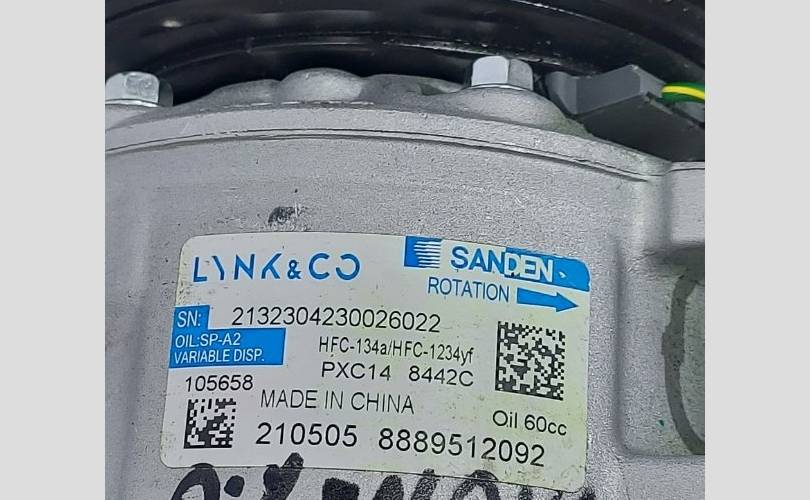 LYNK & CO SANDEN
ROTATION
SN: 2132304230026022
OIL:SP-A2 HFC-134a/HFC-1234yf
VARIABLE DISP. PXC14 8442C
105658 MADE IN CHINA
Oil 60cc
210505 8889512092